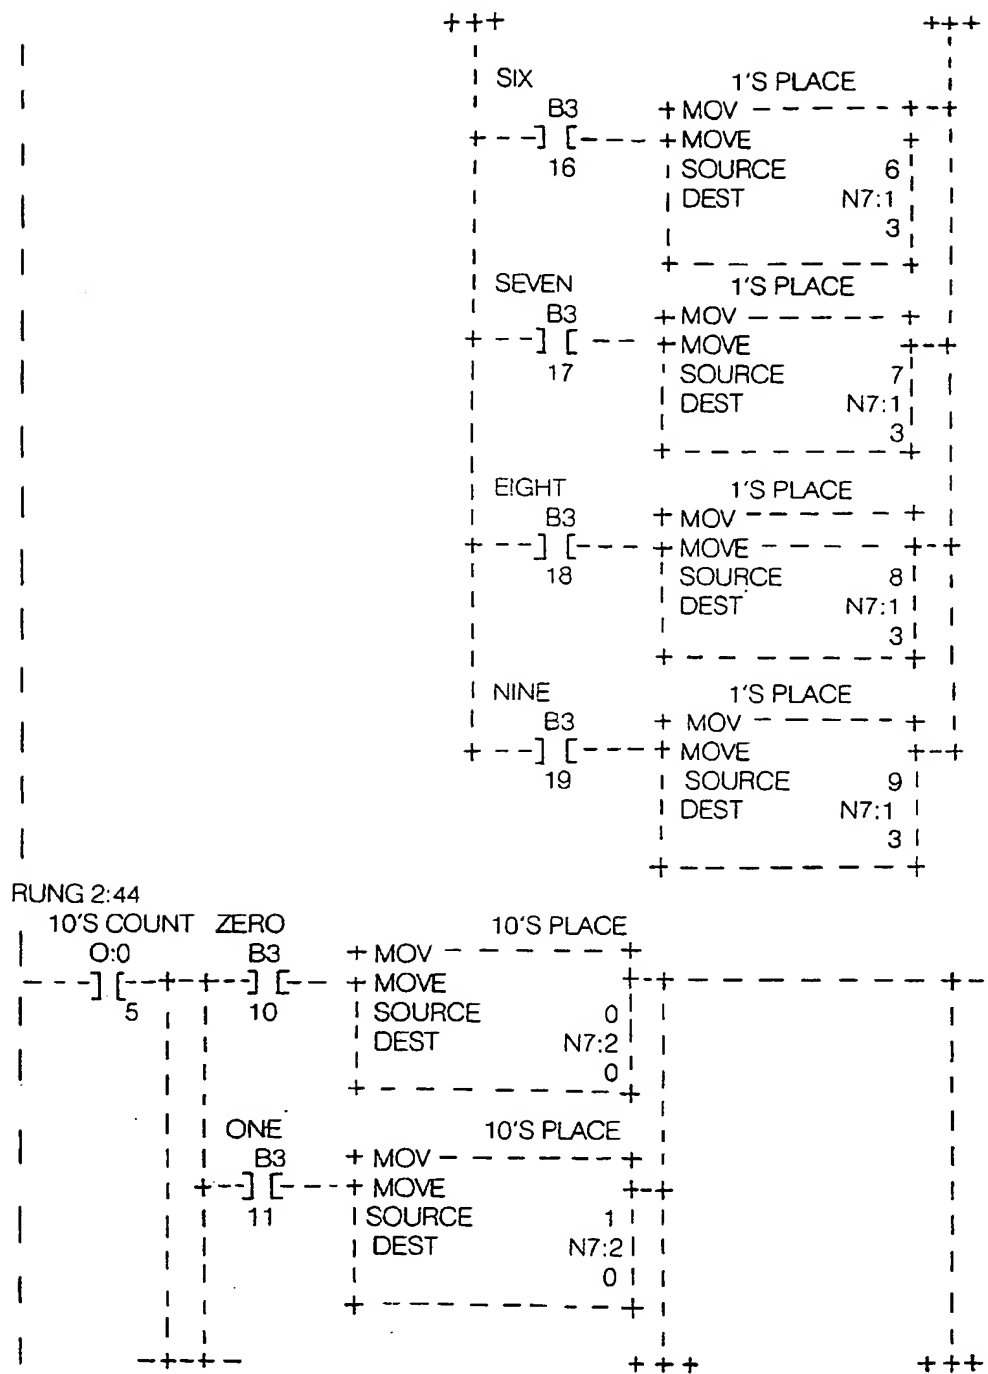 SIX 1'S PLACE
B3 MOV
] [ MOVE
16 SOURCE 6
DEST N7:1
3
SEVEN 1'S PLACE
B3 MOV
] [ MOVE
17 SOURCE 7
DEST N7:1
3
EIGHT 1'S PLACE
B3 MOV
] [ MOVE
18 SOURCE 8
DEST N7:1
3
NINE 1'S PLACE
B3 MOV
] [ MOVE
19 SOURCE 9
DEST N7:1
3
RUNG 2:44
10'S COUNT ZERO 10'S PLACE
O:0 B3 MOV
] [ ] [ MOVE
5 10 SOURCE 0
DEST N7:2
0
ONE 10'S PLACE
B3 MOV
] [ MOVE
11 SOURCE 1
DEST N7:2
0